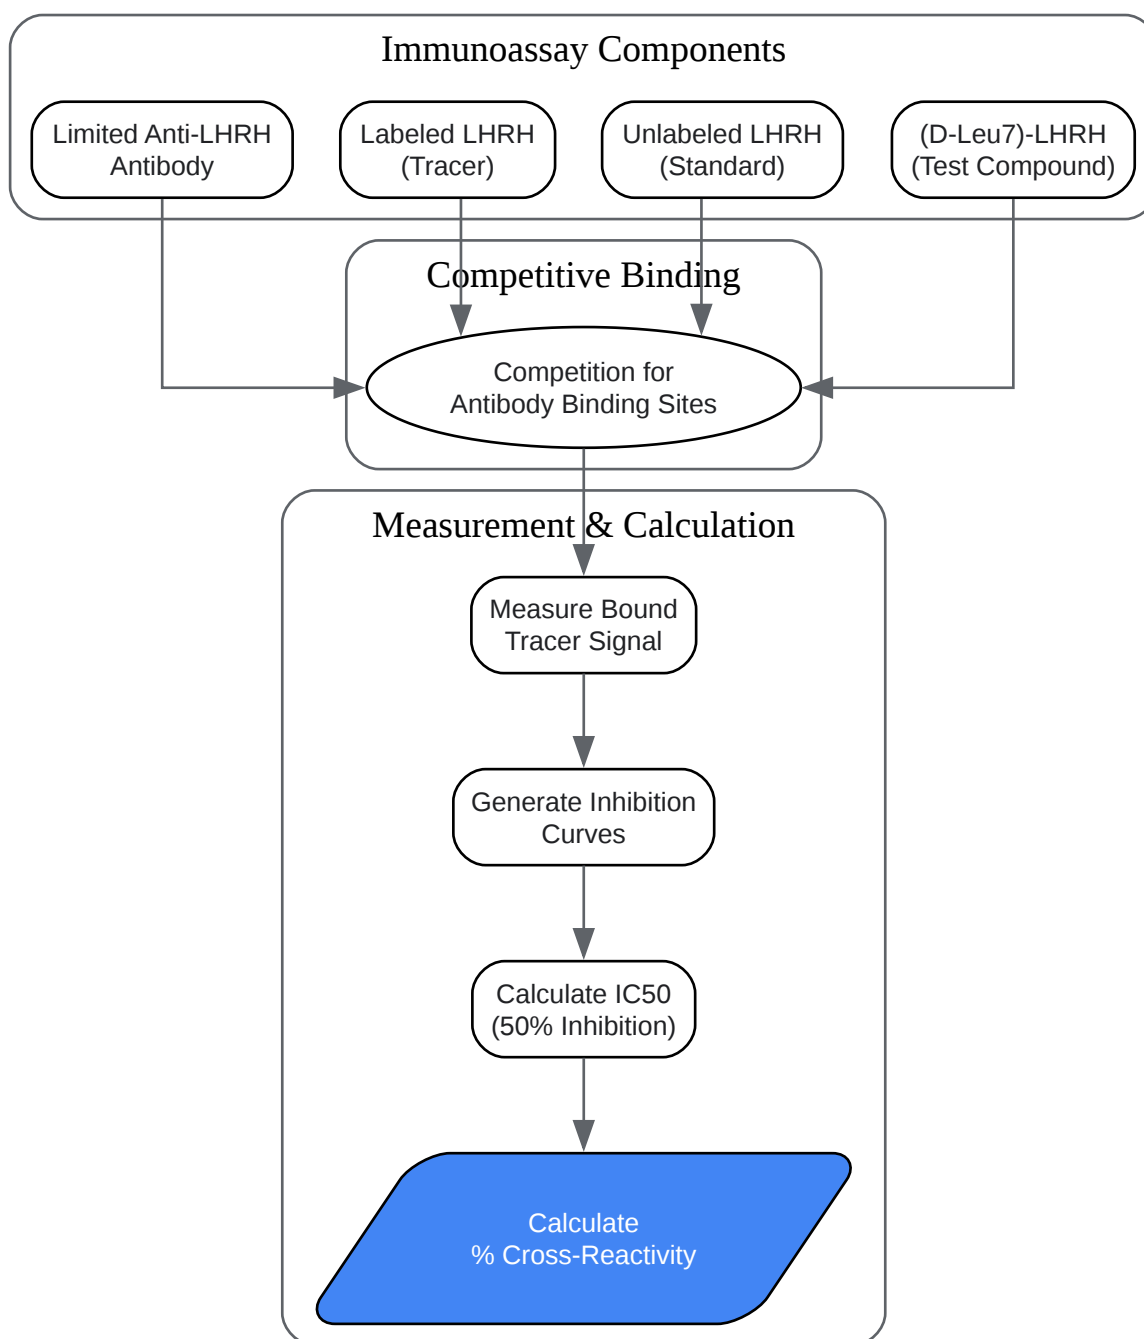 Immunoassay Components
Limited Anti-LHRH
Antibody
Labeled LHRH
(Tracer)
Unlabeled LHRH
(Standard)
(D-Leu7)-LHRH
(Test Compound)
Competitive Binding
Competition for
Antibody Binding Sites
Measurement & Calculation
Measure Bound
Tracer Signal
Generate Inhibition
Curves
Calculate IC50
(50% Inhibition)
Calculate
% Cross-Reactivity